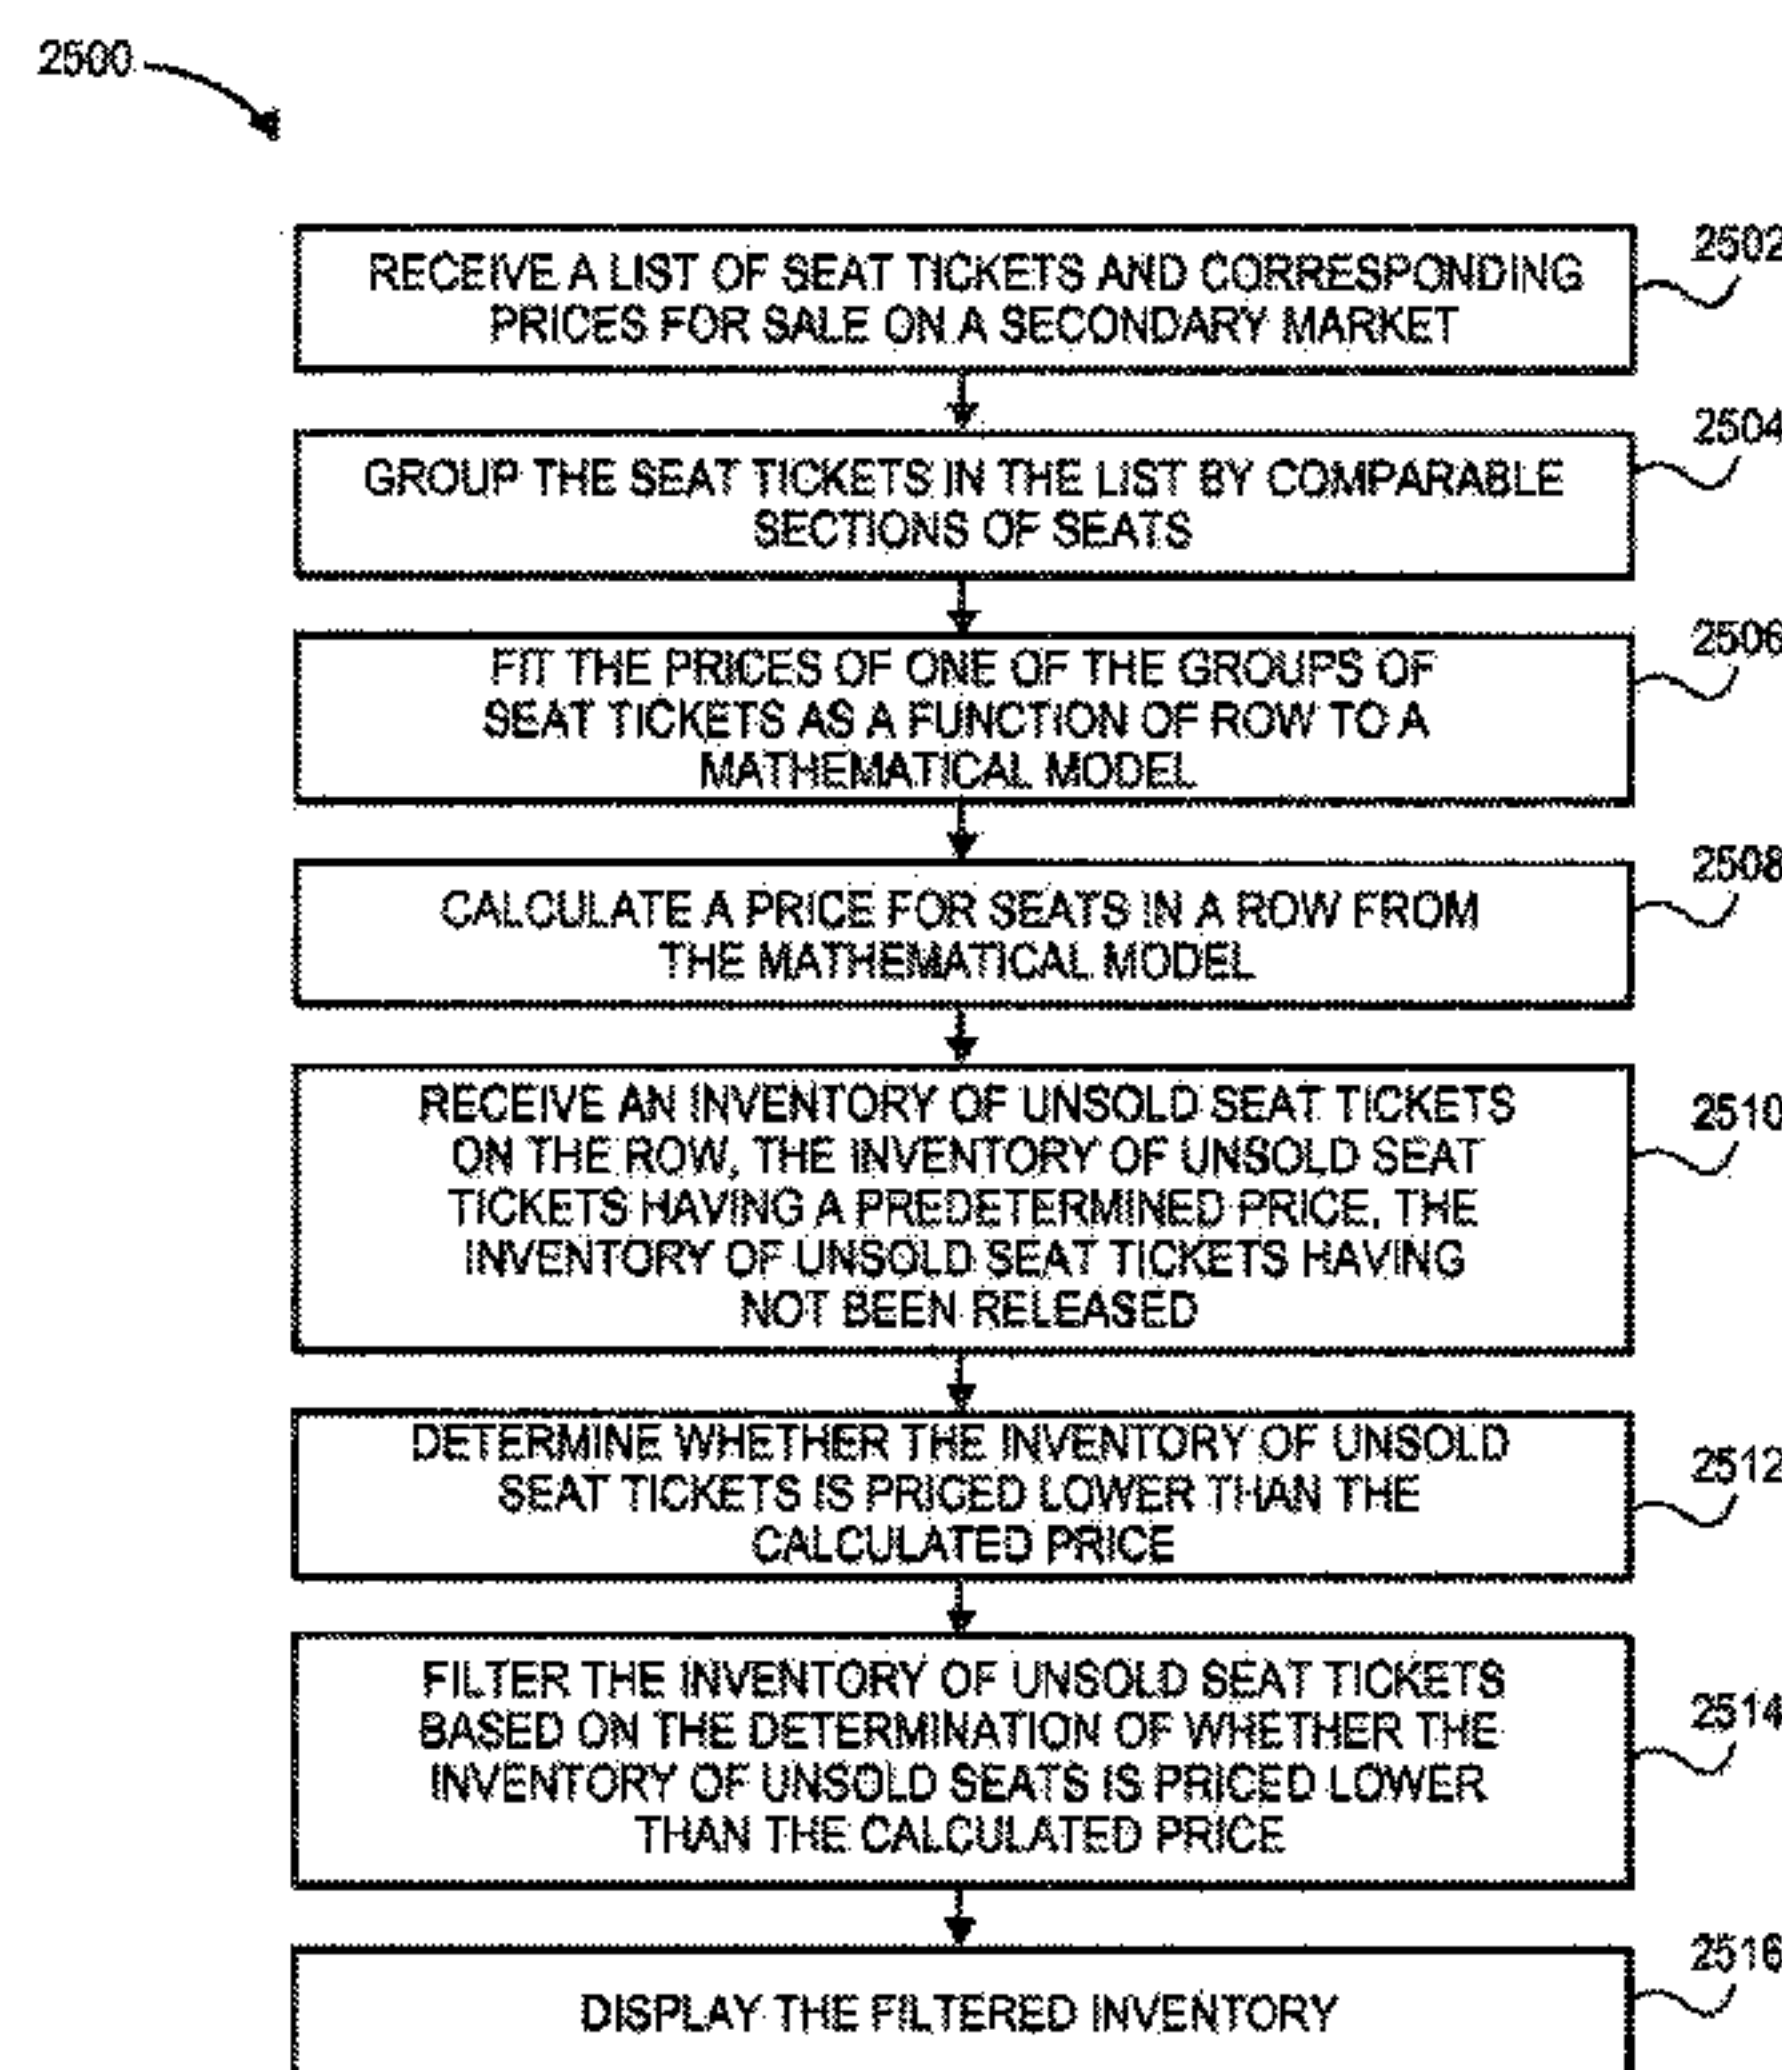 2500
2502
RECEIVE A LIST OF SEAT TICKETS AND CORRESPONDING
PRICES FOR SALE ON A SECONDARY MARKET
2504
GROUP THE SEAT TICKETS IN THE LIST BY COMPARABLE
SECTIONS OF SEATS
2506
FIT THE PRICES OF ONE OF THE GROUPS OF
SEAT TICKETS AS A FUNCTION OF ROW TO A
MATHEMATICAL MODEL
2508
CALCULATE A PRICE FOR SEATS IN A ROW FROM
THE MATHEMATICAL MODEL
2510
RECEIVE AN INVENTORY OF UNSOLD SEAT TICKETS
ON THE ROW, THE INVENTORY OF UNSOLD SEAT
TICKETS HAVING A PREDETERMINED PRICE, THE
INVENTORY OF UNSOLD SEAT TICKETS HAVING
NOT BEEN RELEASED
2512
DETERMINE WHETHER THE INVENTORY OF UNSOLD
SEAT TICKETS IS PRICED LOWER THAN THE
CALCULATED PRICE
2514
FILTER THE INVENTORY OF UNSOLD SEAT TICKETS
BASED ON THE DETERMINATION OF WHETHER THE
INVENTORY OF UNSOLD SEATS IS PRICED LOWER
THAN THE CALCULATED PRICE
2516
DISPLAY THE FILTERED INVENTORY